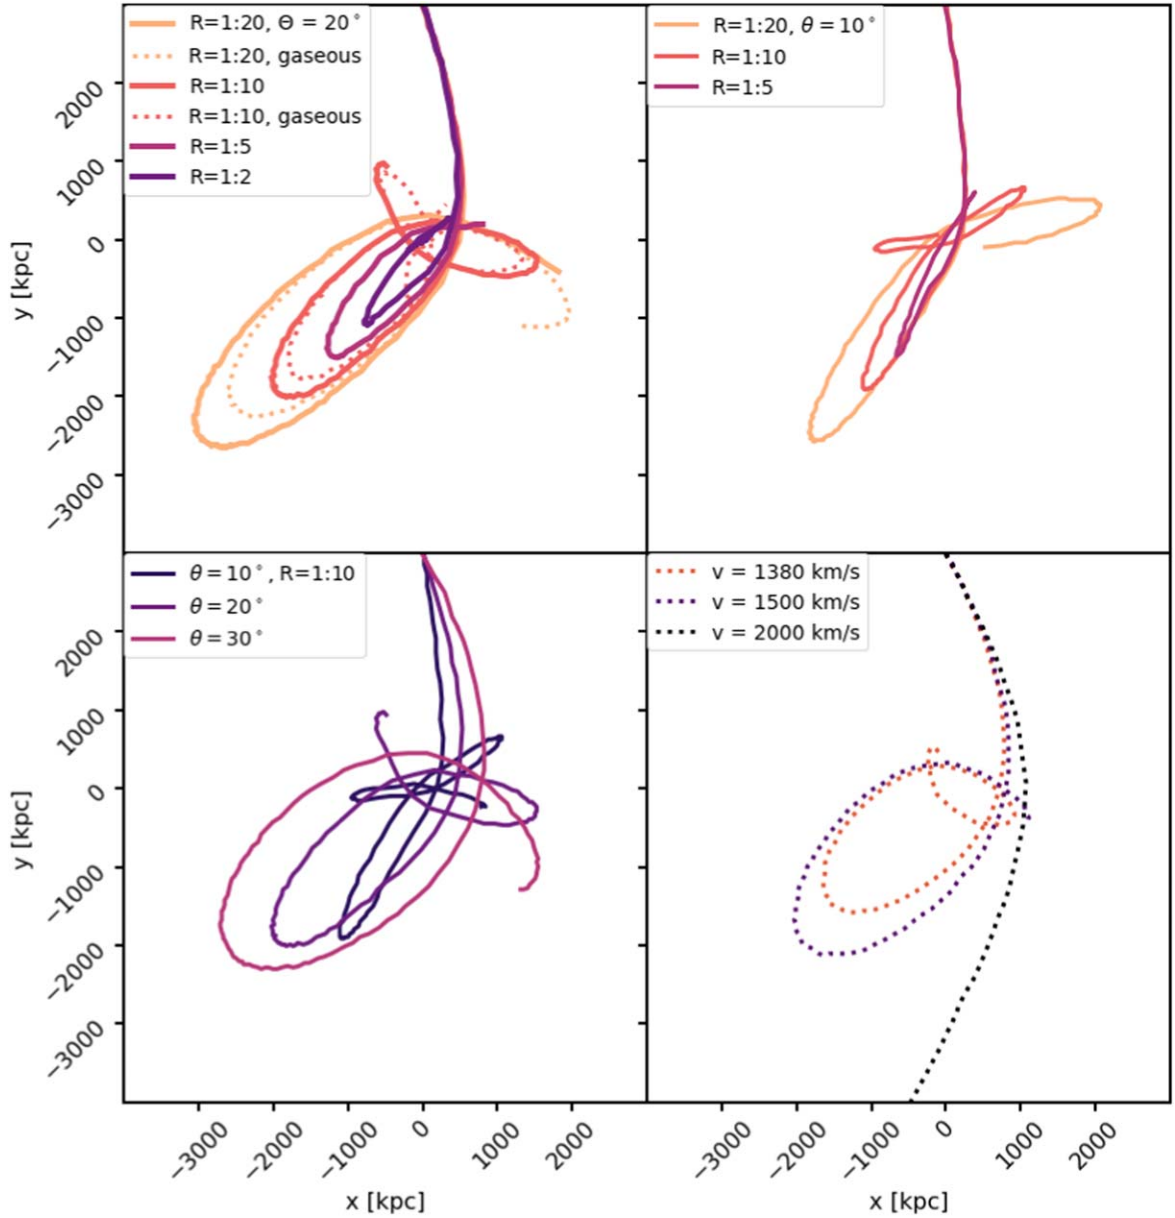 R=1:20, Θ = 20°
R=1:20, gaseous
R=1:10
R=1:10, gaseous
R=1:5
R=1:2
2000
1000
0
−1000
−2000
−3000
y [kpc]
R=1:20, θ = 10°
R=1:10
R=1:5
θ = 10°, R=1:10
θ = 20°
θ = 30°
2000
1000
0
−1000
−2000
−3000
y [kpc]
−3000
−2000
−1000
0
1000
2000
x [kpc]
v = 1380 km/s
v = 1500 km/s
v = 2000 km/s
−3000
−2000
−1000
0
1000
2000
x [kpc]